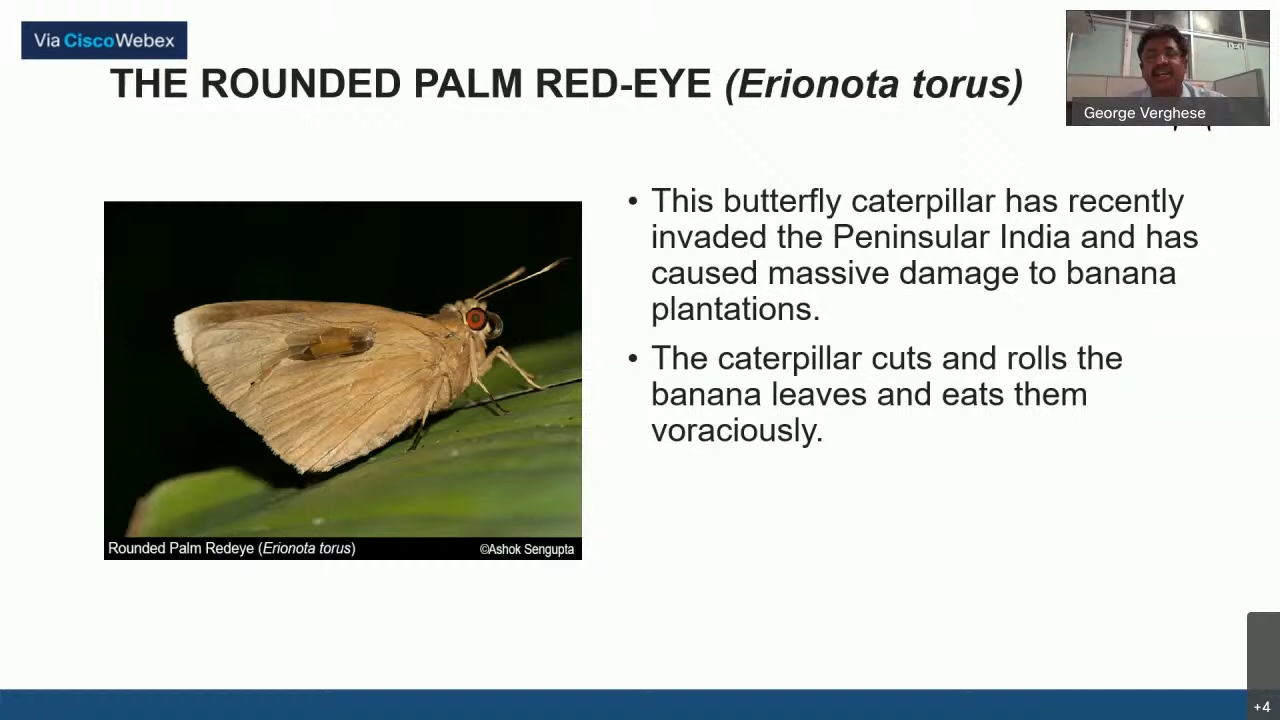 Via Cisco Webex
THE ROUNDED PALM RED-EYE (Erionota torus)
George Verghese
• This butterfly caterpillar has recently
invaded the Peninsular India and has
caused massive damage to banana
plantations.
• The caterpillar cuts and rolls the
banana leaves and eats them
voraciously.
Rounded Palm Redeye (Erionota torus)
©Ashok Sengupta
+4